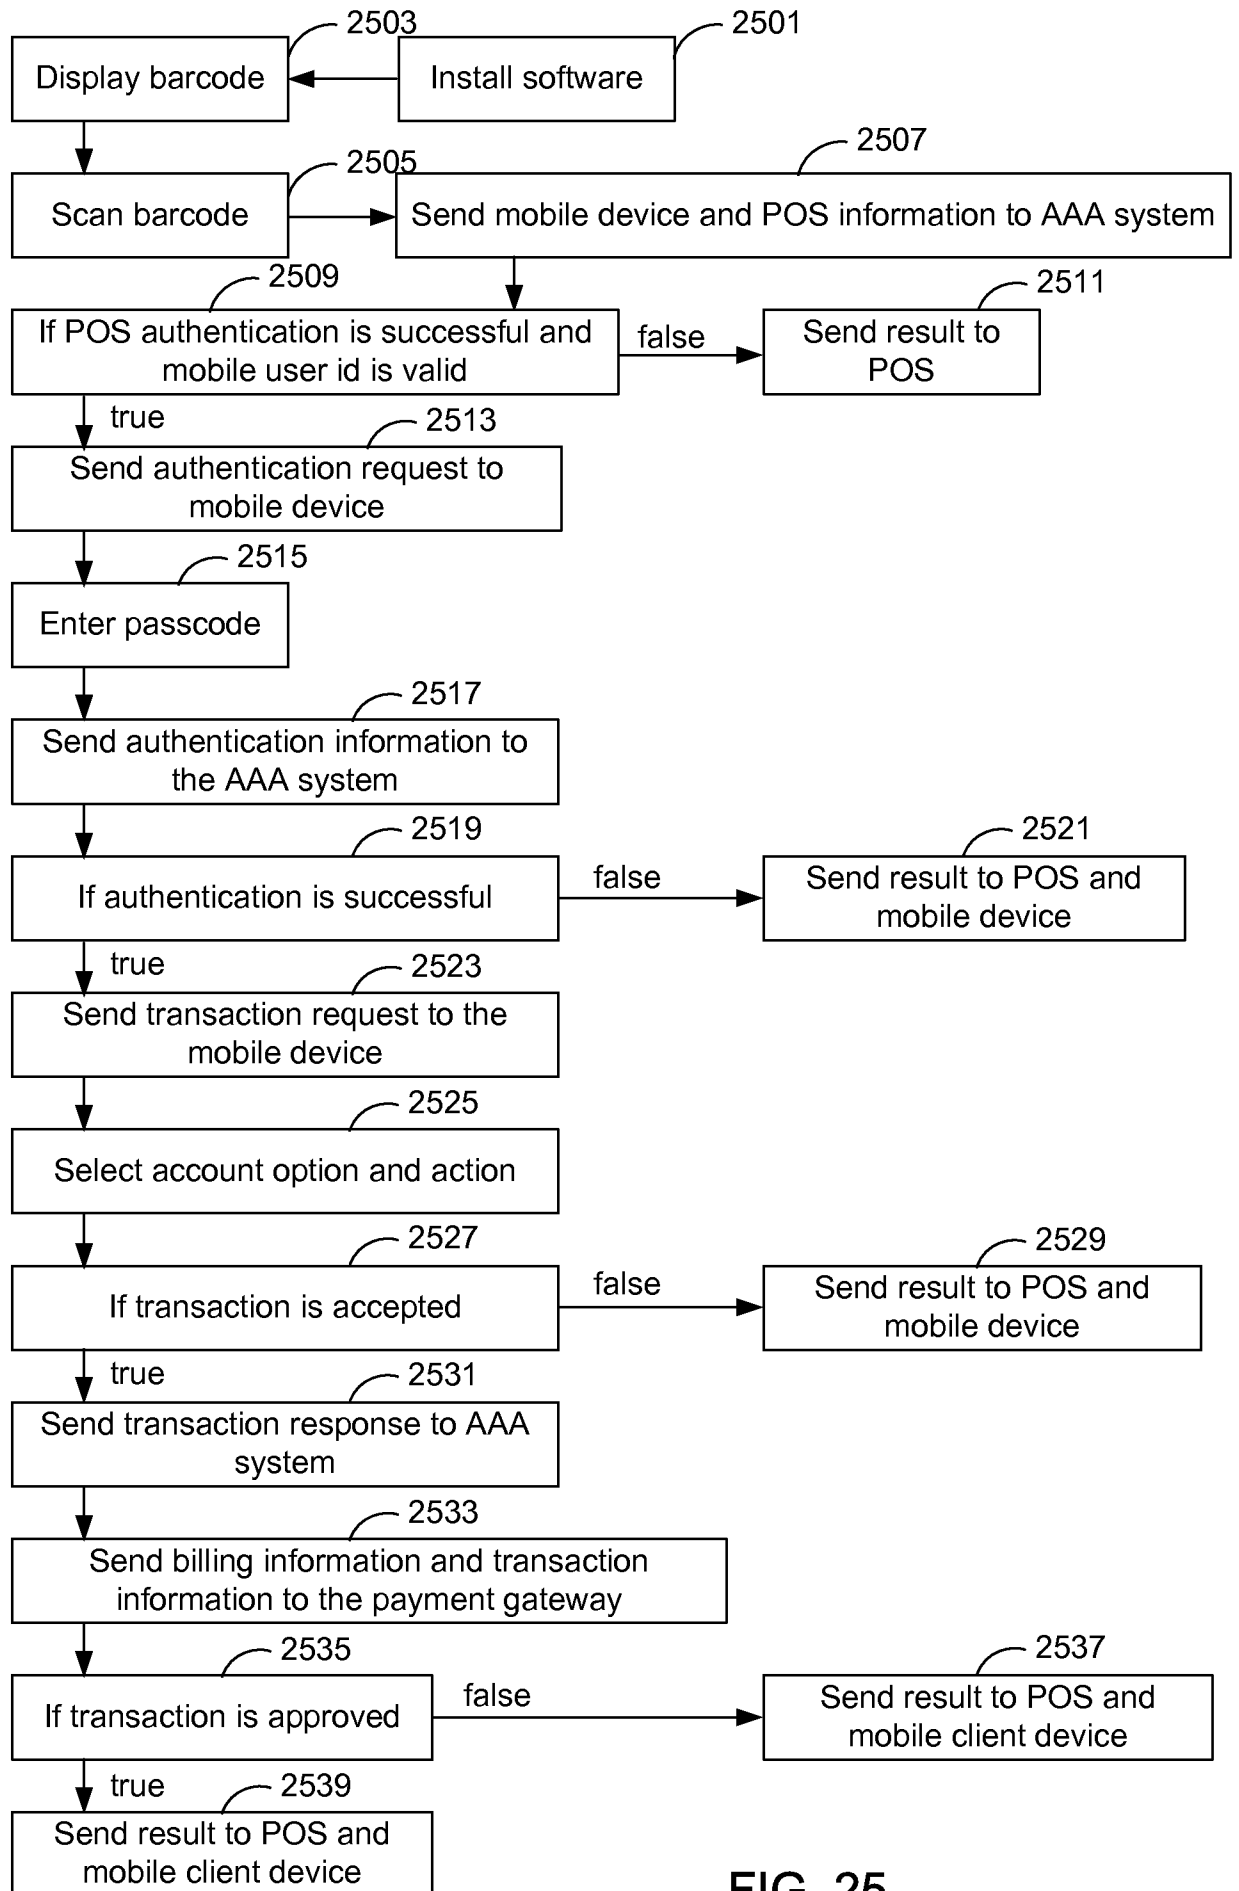 2503
2501
Display barcode
Install software
2505
2507
Scan barcode
Send mobile device and POS information to AAA system
2509
2511
If POS authentication is successful and
mobile user id is valid
false
Send result to
POS
true
2513
Send authentication request to
mobile device
2515
Enter passcode
2517
Send authentication information to
the AAA system
2519
2521
If authentication is successful
false
Send result to POS and
mobile device
true
2523
Send transaction request to the
mobile device
2525
Select account option and action
2527
2529
If transaction is accepted
false
Send result to POS and
mobile device
true
2531
Send transaction response to AAA
system
2533
Send billing information and transaction
information to the payment gateway
2535
2537
If transaction is approved
false
Send result to POS and
mobile client device
true
2539
Send result to POS and
mobile client device
FIG. 25